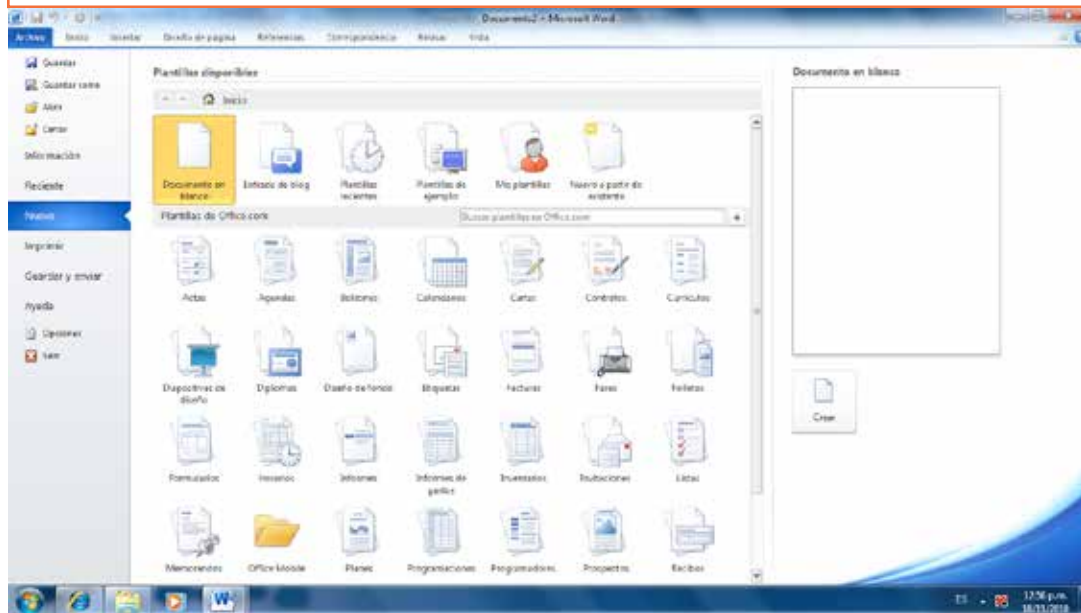 Documento2 - Microsoft Word
Archivo Inicio Insertar Diseño de página Referencias Correspondencia Revisar Vista
Guardar
Guardar como
Abrir
Cerrar
Información
Reciente
Nuevo
Imprimir
Guardar y enviar
Ayuda
Opciones
Salir
Plantillas disponibles
Inicio
Documento en blanco
Entrada de blog
Plantillas recientes
Plantillas de ejemplo
Mis plantillas
Nuevo a partir de existente
Plantillas de Office.com
Buscar plantillas en Office.com
Actas Agendas Boletines Calendarios Cartas Contratos Currículos
Diapositivas de diseño
Diplomas
Diseño de fondo
Etiquetas
Facturas
Faxes
Folletos
Formularios
Horarios
Informes
Informes de gastos
Inventarios
Invitaciones
Listas
Memorandos Office Mobile Planes Programaciones Programadores Prospectos Recibos
Documento en blanco
Crear
ES
12:56 p.m.